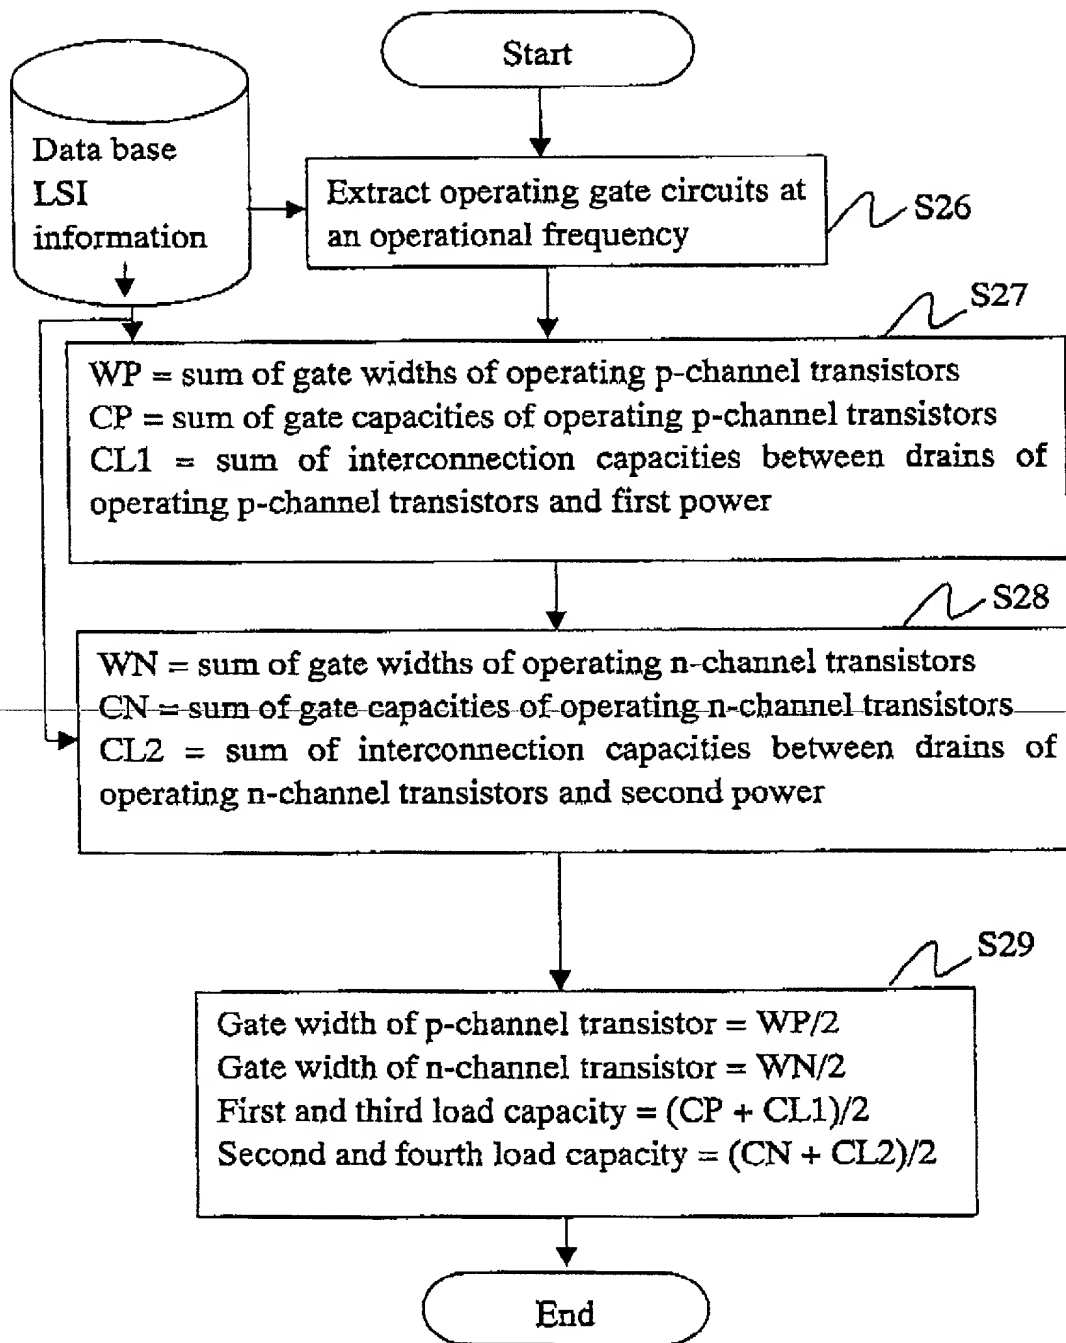 Start
Data base
LSI
information
Extract operating gate circuits at
an operational frequency
S26
S27
WP = sum of gate widths of operating p-channel transistors
CP = sum of gate capacities of operating p-channel transistors
CL1 = sum of interconnection capacities between drains of
operating p-channel transistors and first power
S28
WN = sum of gate widths of operating n-channel transistors
CN = sum of gate capacities of operating n-channel transistors
CL2 = sum of interconnection capacities between drains of
operating n-channel transistors and second power
S29
Gate width of p-channel transistor = WP/2
Gate width of n-channel transistor = WN/2
First and third load capacity = (CP + CL1)/2
Second and fourth load capacity = (CN + CL2)/2
End